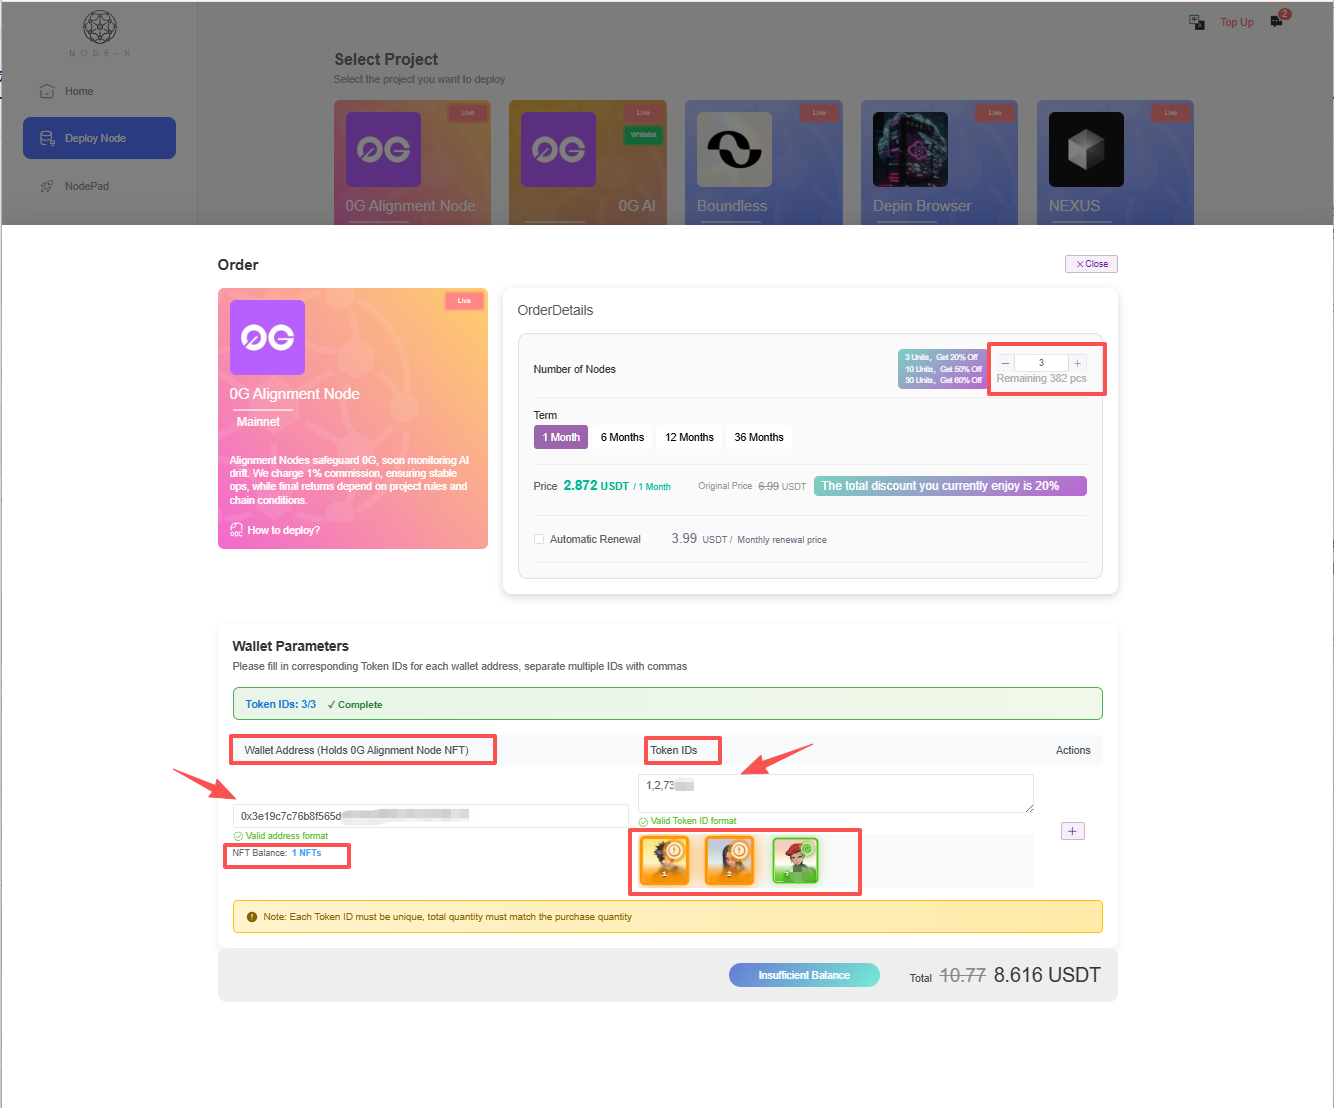 NODE-X
Top Up
2
Home
Deploy Node
NodePad
Select Project
Select the project you want to deploy
Live
0G
0G Alignment Node
Live
Whitelist
0G
0G AI
Live
Boundless
Live
Depin Browser
Live
NEXUS
Order
× Close
Live
0G
0G Alignment Node
Mainnet
Alignment Nodes safeguard 0G, soon monitoring AI
drift. We charge 1% commission, ensuring stable
ops, while final returns depend on project rules and
chain conditions.
How to deploy?
OrderDetails
Number of Nodes
3 Units, Get 20% Off
10 Units, Get 50% Off
30 Units, Get 60% Off
− 3 +
Remaining 382 pcs
Term
1 Month 6 Months 12 Months 36 Months
Price 2.872 USDT / 1 Month Original Price 6.99 USDT The total discount you currently enjoy is 20%
Automatic Renewal 3.99 USDT / Monthly renewal price
Wallet Parameters
Please fill in corresponding Token IDs for each wallet address, separate multiple IDs with commas
Token IDs: 3/3 ✓ Complete
Wallet Address (Holds 0G Alignment Node NFT) Token IDs Actions
1,2,73
0x3e19c7c76b8f565d
Valid Token ID format
Valid address format
NFT Balance: 1 NFTs
+
1 2 7
Note: Each Token ID must be unique, total quantity must match the purchase quantity
Insufficient Balance
Total 10.77 8.616 USDT